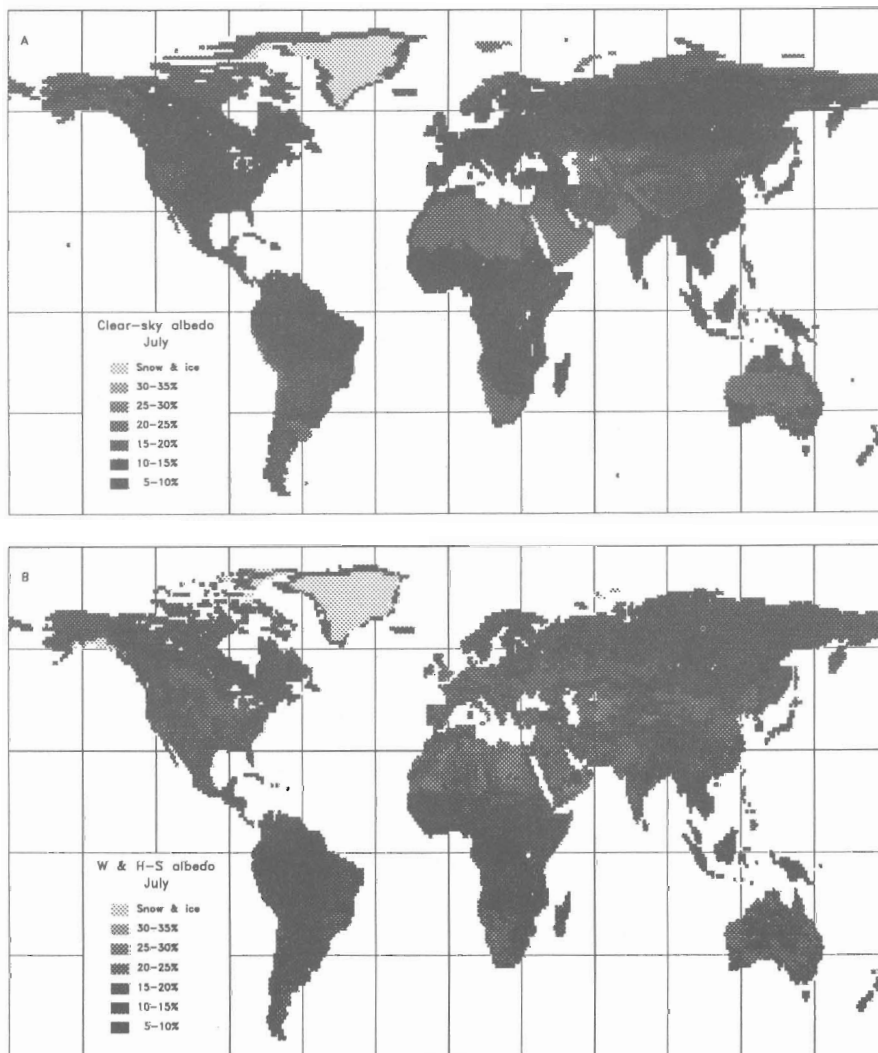 A
Clear-sky albedo
July
Snow & ice
30-35%
25-30%
20-25%
15-20%
10-15%
5-10%
B
W & H-S albedo
July
Snow & ice
30-35%
25-30%
20-25%
15-20%
10-15%
5-10%